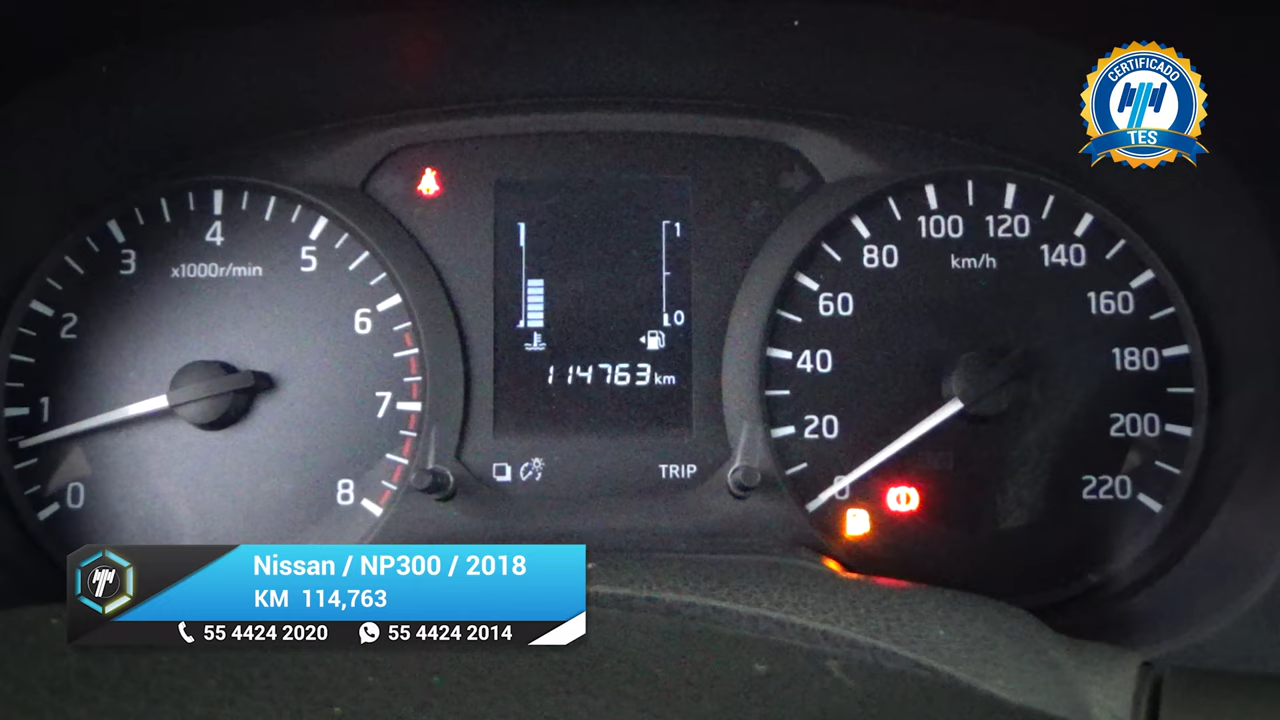 CERTIFICADO
TES
0
1
2
3
4
5
6
7
8
x1000r/min
1
0
114763km
TRIP
0
20
40
60
80
100
120
140
160
180
200
220
km/h
Nissan / NP300 / 2018
KM 114,763
55 4424 2020 55 4424 2014